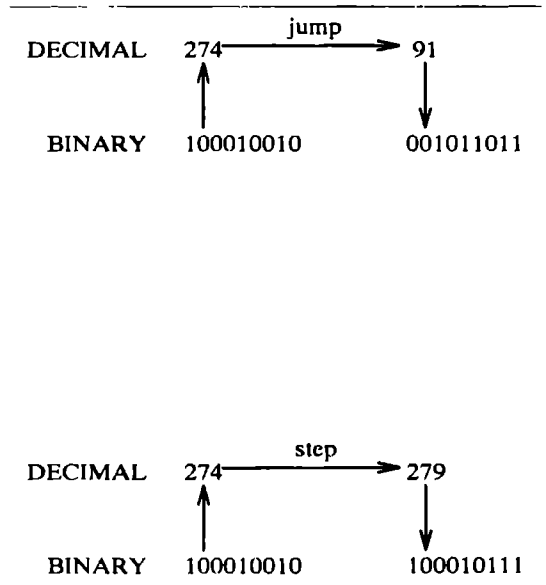 jump
DECIMAL 274 91
BINARY 100010010 001011011
step
DECIMAL 274 279
BINARY 100010010 100010111